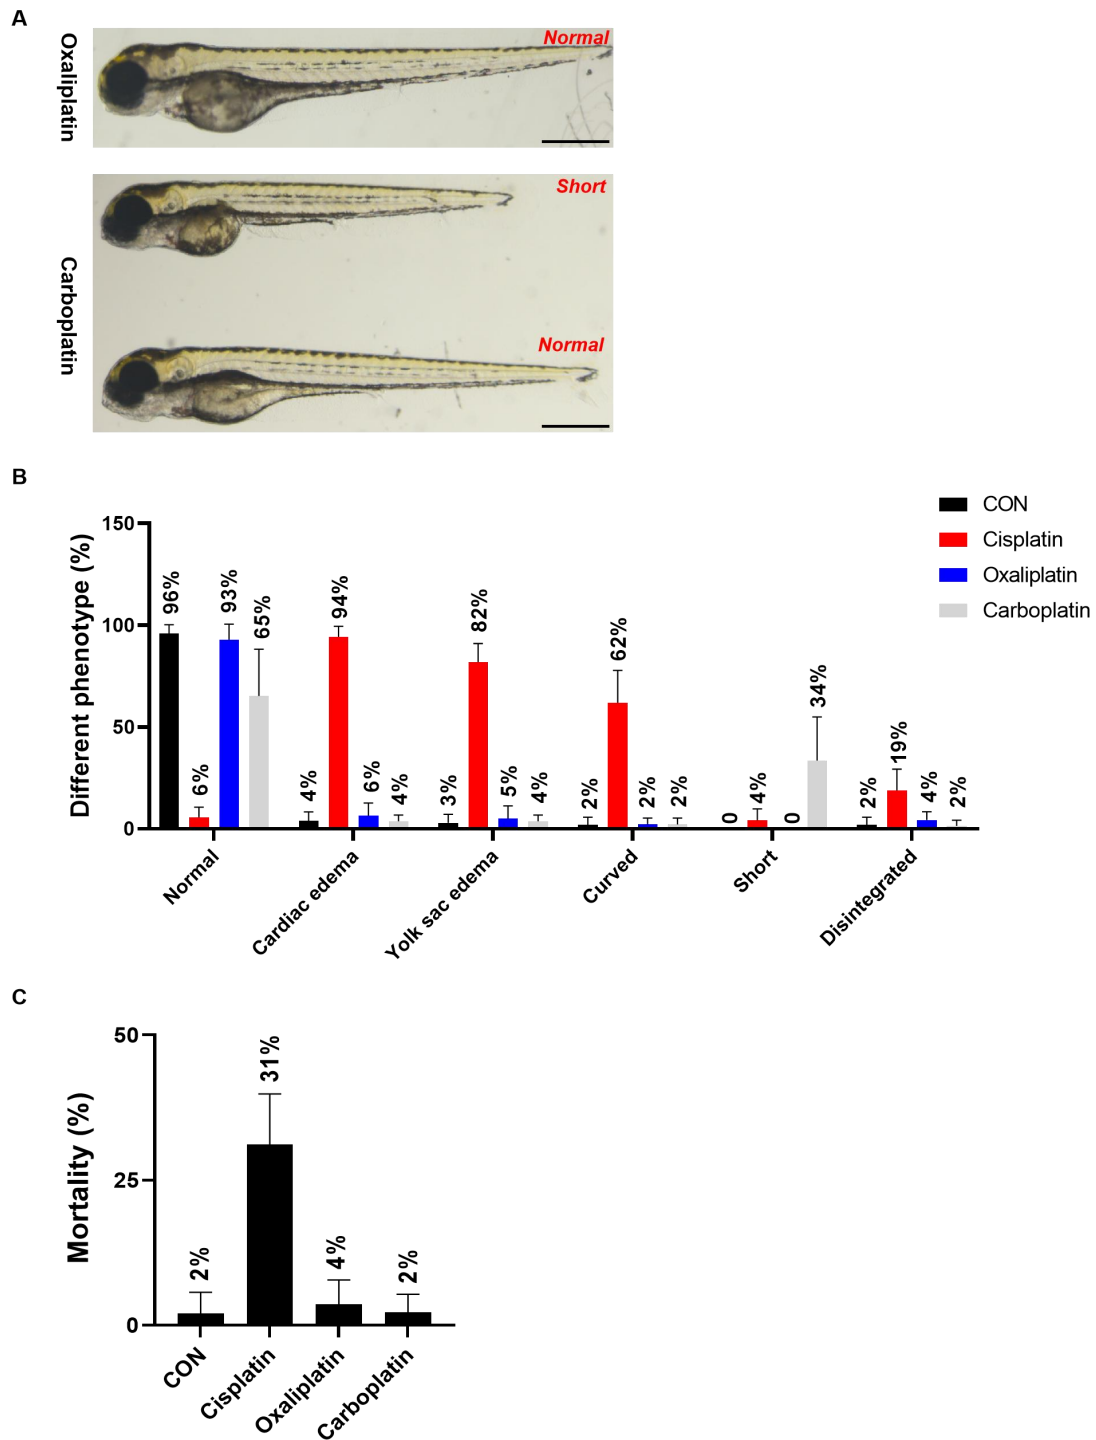 A
Oxaliplatin
Normal
Carboplatin
Short
Normal
B
Different phenotype (%)
150
100
50
0
96%
6%
93%
65%
4%
94%
6%
4%
3%
82%
5%
4%
2%
62%
2%
2%
0
4%
0
34%
2%
19%
4%
2%
Normal
Cardiac edema
Yolk sac edema
Curved
Short
Disintegrated
CON
Cisplatin
Oxaliplatin
Carboplatin
C
Mortality (%)
50
25
0
2%
31%
4%
2%
CON
Cisplatin
Oxaliplatin
Carboplatin